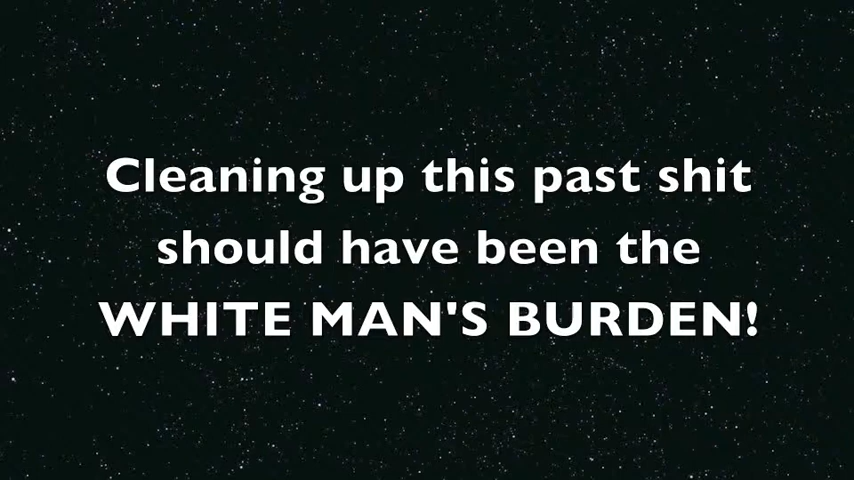 Cleaning up this past shit
should have been the
WHITE MAN'S BURDEN!